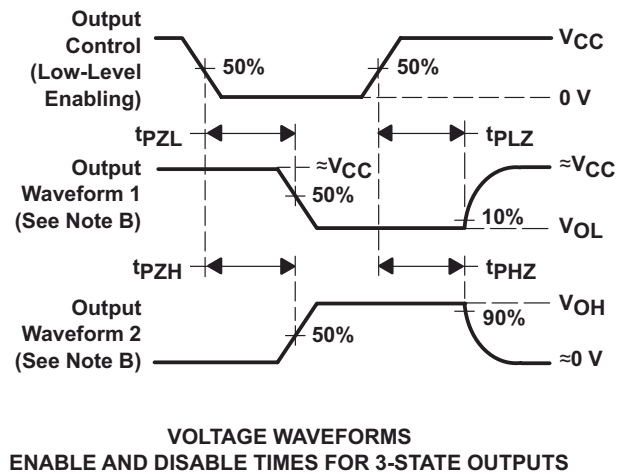 Output
Control
(Low-Level
Enabling)
50%
50%
VCC
0 V
tPZL
tPLZ
Output
Waveform 1
(See Note B)
≈VCC
50%
≈VCC
10%
VOL
tPZH
tPHZ
Output
Waveform 2
(See Note B)
50%
VOH
90%
≈0 V
VOLTAGE WAVEFORMS
ENABLE AND DISABLE TIMES FOR 3-STATE OUTPUTS